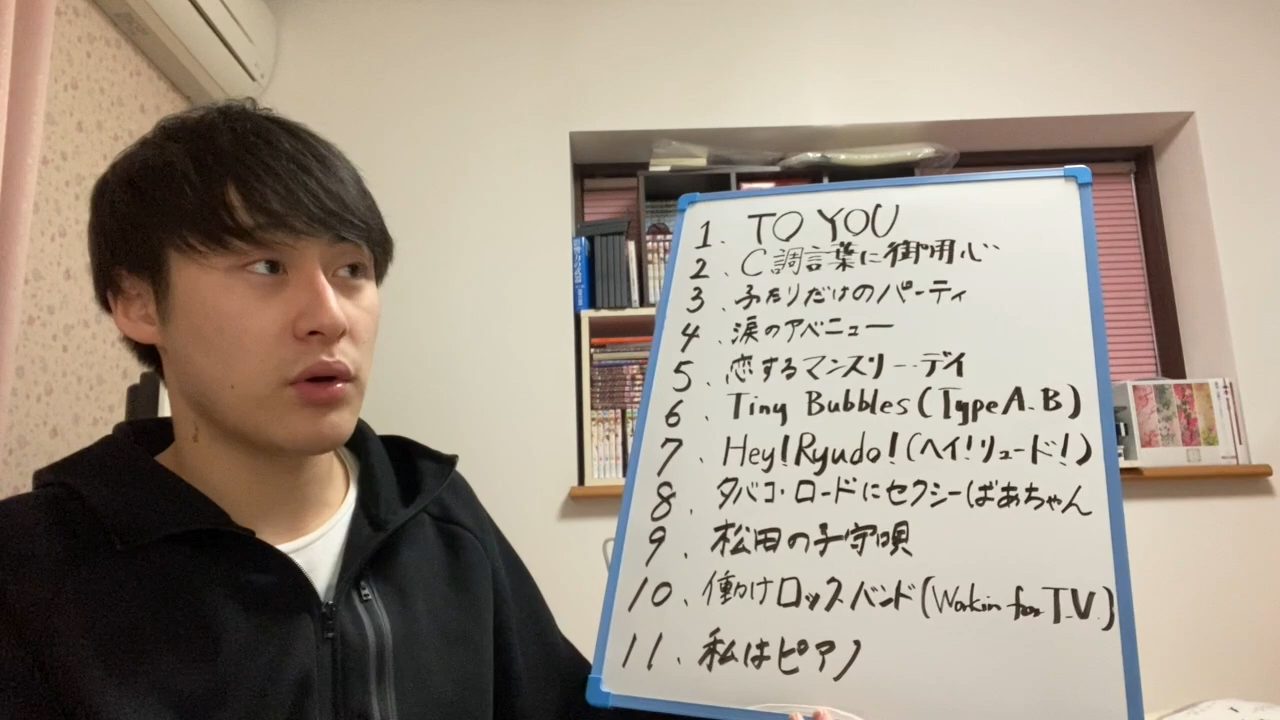 1. TO YOU
2. C調言葉に御用心
3. ふたりだけのパーティ
4. 涙のアベニュー
5. 恋するマンスリー・デイ
6. Tiny Bubbles (Type A.B)
7. Hey! Ryudo! (ヘイ!リュード!)
8. タバコ・ロードにセクシーばあちゃん
9. 松田の子守唄
10. 働けロックバンド (Workin for T.V.)
11. 私はピアノ